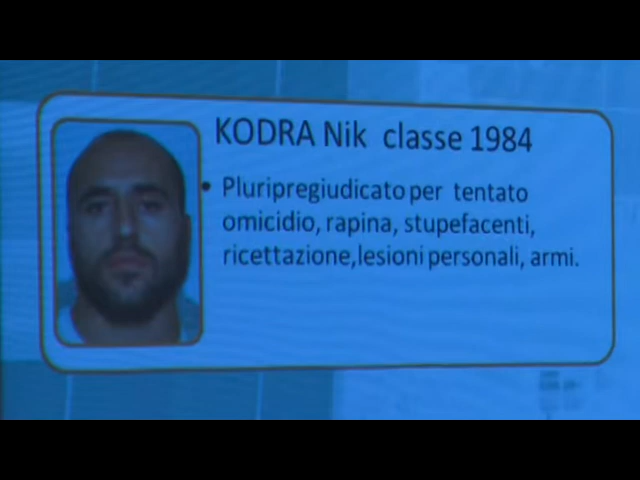 KODRA Nik classe 1984
• Pluripregiudicato per tentato
omicidio, rapina, stupefacenti,
ricettazione,lesioni personali, armi.